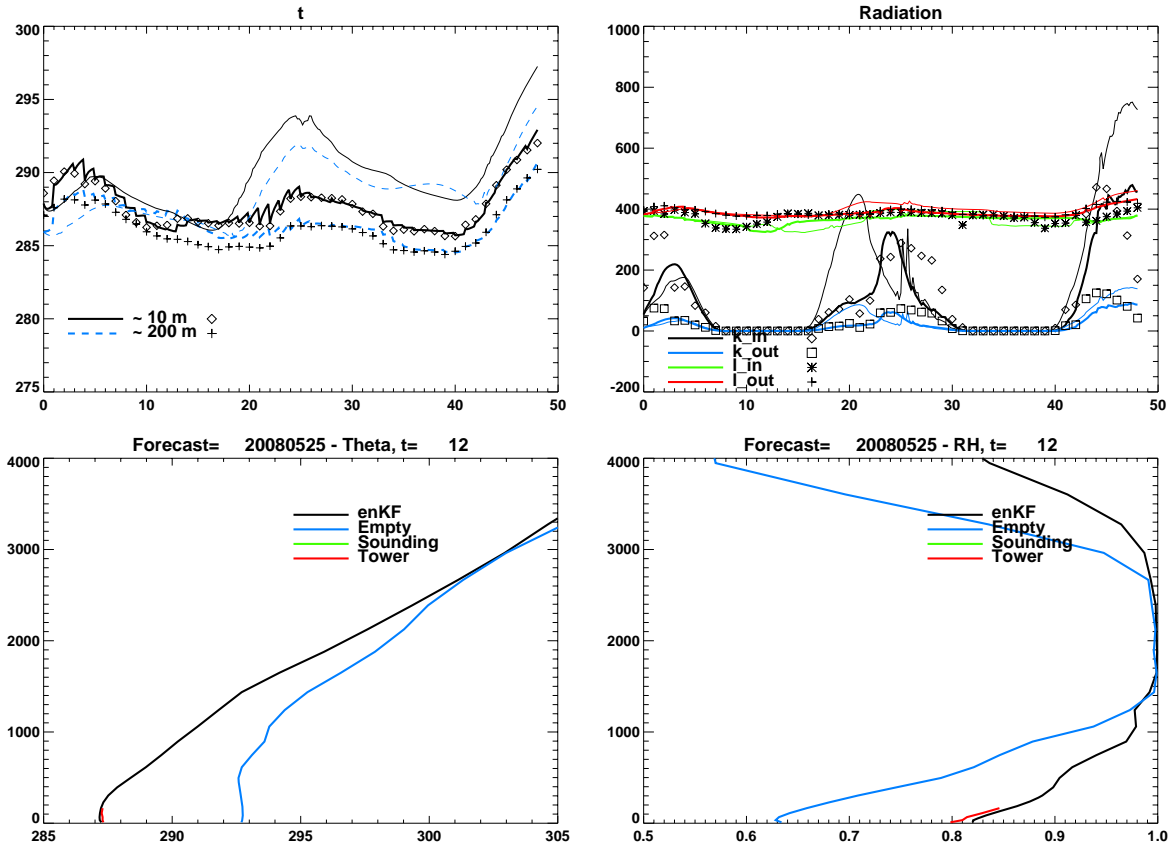 t
300
295
290
285
280
275
0 10 20 30 40 50
~ 10 m
~ 200 m
Radiation
1000
800
600
400
200
0
-200
0 10 20 30 40 50
k_in
k_out
l_in
l_out
Forecast= 20080525 - Theta, t= 12
4000
3000
2000
1000
0
285 290 295 300 305
enKF
Empty
Sounding
Tower
Forecast= 20080525 - RH, t= 12
4000
3000
2000
1000
0
0.5 0.6 0.7 0.8 0.9 1.0
enKF
Empty
Sounding
Tower